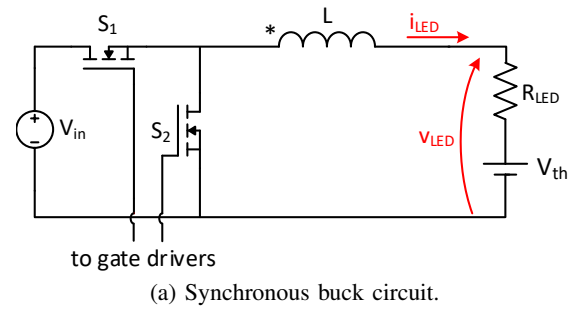 S1
L
*
iLED
RLED
+
Vin
-
S2
vLED
Vth
to gate drivers
(a) Synchronous buck circuit.